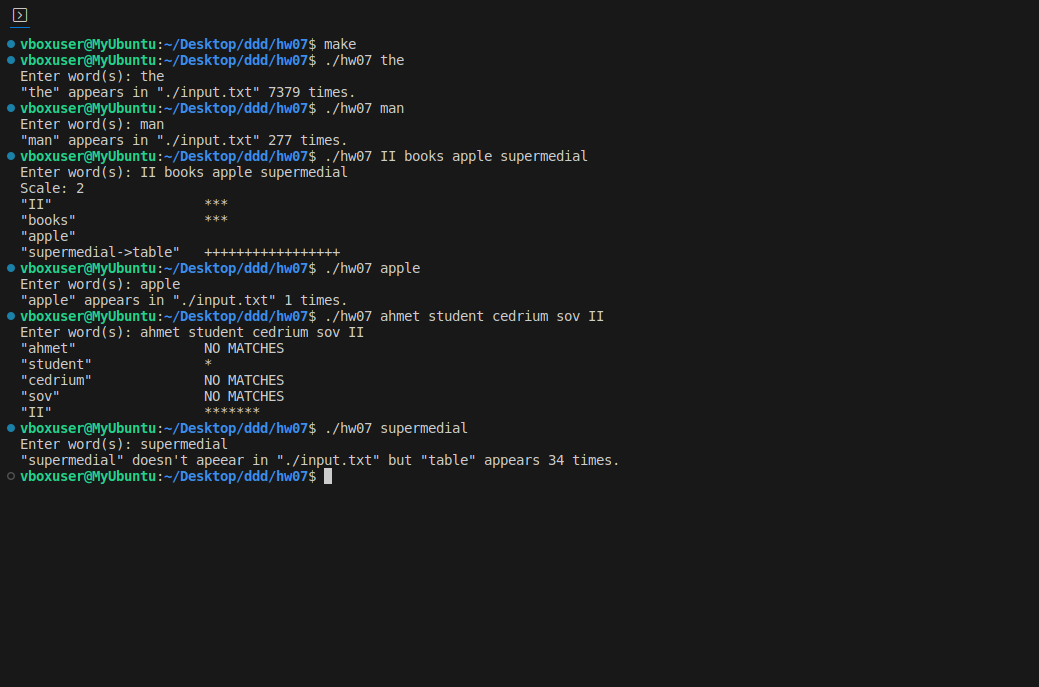 vboxuser@MyUbuntu:~/Desktop/ddd/hw07$ make
vboxuser@MyUbuntu:~/Desktop/ddd/hw07$ ./hw07 the
Enter word(s): the
"the" appears in "./input.txt" 7379 times.
vboxuser@MyUbuntu:~/Desktop/ddd/hw07$ ./hw07 man
Enter word(s): man
"man" appears in "./input.txt" 277 times.
vboxuser@MyUbuntu:~/Desktop/ddd/hw07$ ./hw07 II books apple supermedial
Enter word(s): II books apple supermedial
Scale: 2
"II"                   ***
"books"                ***
"apple"
"supermedial->table"   +++++++++++++++++
vboxuser@MyUbuntu:~/Desktop/ddd/hw07$ ./hw07 apple
Enter word(s): apple
"apple" appears in "./input.txt" 1 times.
vboxuser@MyUbuntu:~/Desktop/ddd/hw07$ ./hw07 ahmet student cedrium sov II
Enter word(s): ahmet student cedrium sov II
"ahmet"                NO MATCHES
"student"              *
"cedrium"              NO MATCHES
"sov"                  NO MATCHES
"II"                   *******
vboxuser@MyUbuntu:~/Desktop/ddd/hw07$ ./hw07 supermedial
Enter word(s): supermedial
"supermedial" doesn't apeear in "./input.txt" but "table" appears 34 times.
vboxuser@MyUbuntu:~/Desktop/ddd/hw07$